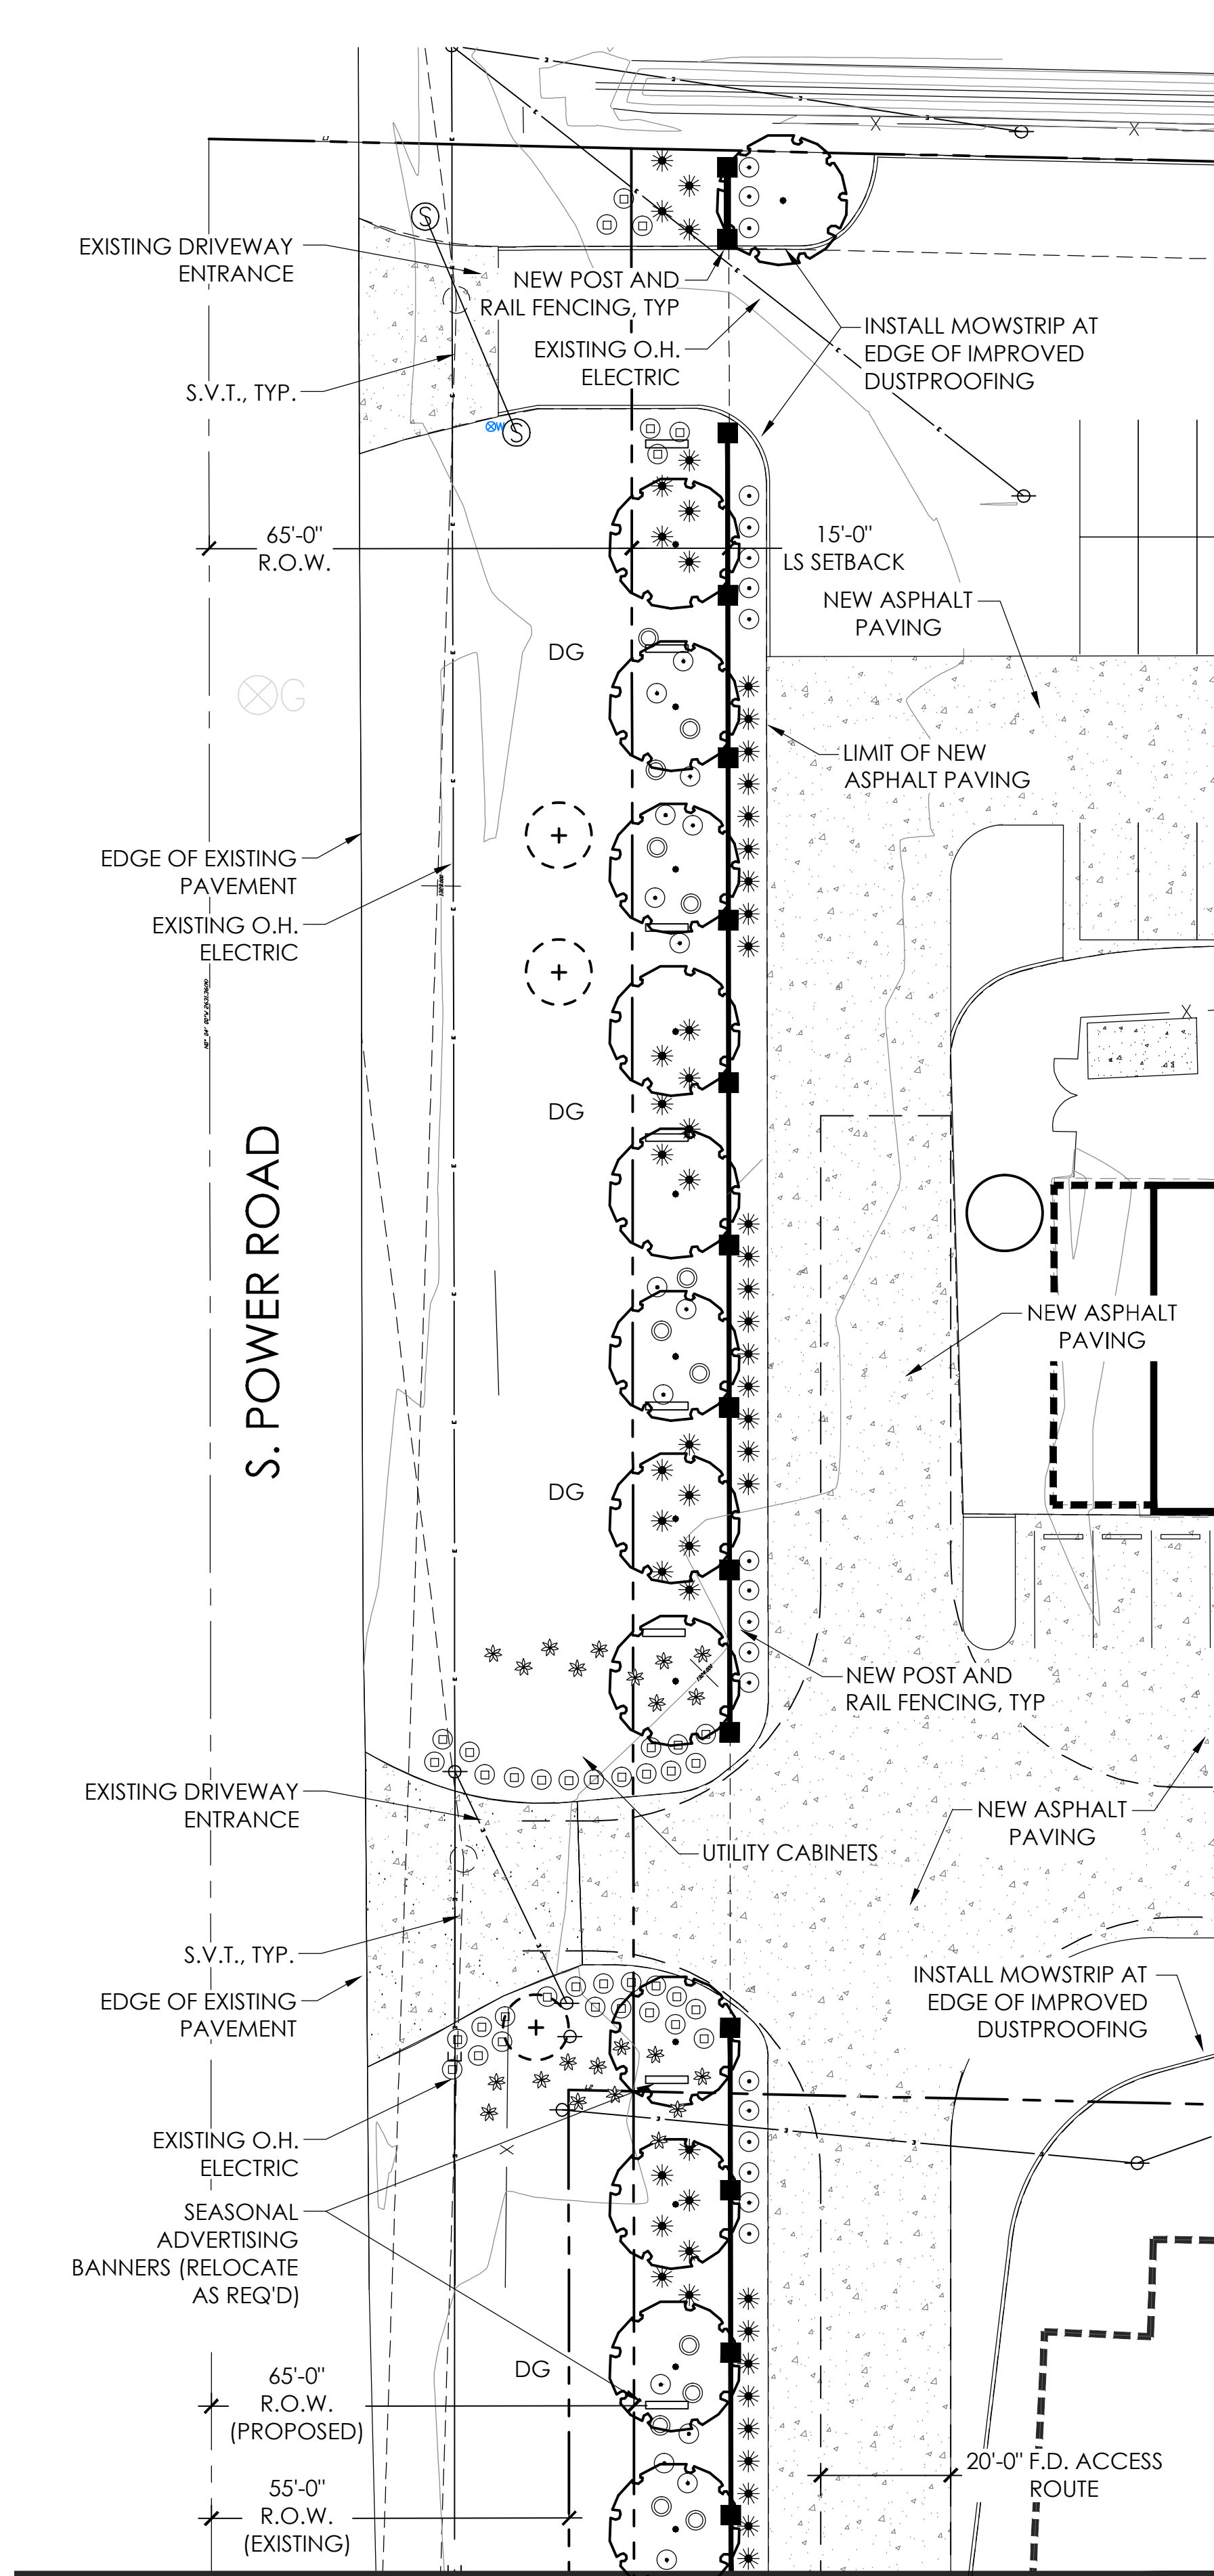 EXISTING DRIVEWAY
ENTRANCE
NEW POST AND
RAIL FENCING, TYP
EXISTING O.H.
ELECTRIC
INSTALL MOWSTRIP AT
EDGE OF IMPROVED
DUSTPROOFING
S.V.T., TYP.
S
S
W
65'-0"
R.O.W.
15'-0"
LS SETBACK
NEW ASPHALT
PAVING
DG
G
LIMIT OF NEW
ASPHALT PAVING
EDGE OF EXISTING
PAVEMENT
EXISTING O.H.
ELECTRIC
DG
S. POWER ROAD
NEW ASPHALT
PAVING
DG
NEW POST AND
RAIL FENCING, TYP
EXISTING DRIVEWAY
ENTRANCE
NEW ASPHALT
PAVING
UTILITY CABINETS
S.V.T., TYP.
EDGE OF EXISTING
PAVEMENT
INSTALL MOWSTRIP AT
EDGE OF IMPROVED
DUSTPROOFING
EXISTING O.H.
ELECTRIC
SEASONAL
ADVERTISING
BANNERS (RELOCATE
AS REQ'D)
DG
65'-0"
R.O.W.
(PROPOSED)
20'-0" F.D. ACCESS
ROUTE
55'-0"
R.O.W.
(EXISTING)